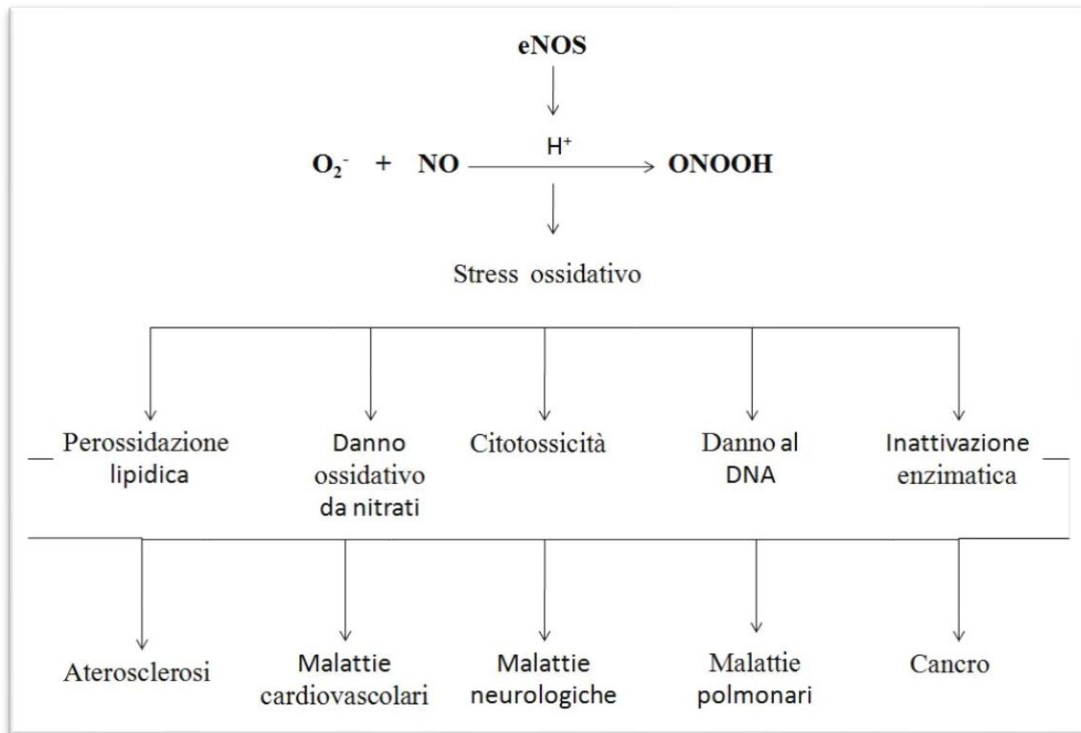 eNOS
H⁺
O₂⁻ + NO ONOOH
Stress ossidativo
Perossidazione
lipidica
Danno
ossidativo
da nitrati
Citotossicità
Danno al
DNA
Inattivazione
enzimatica
Aterosclerosi
Malattie
cardiovascolari
Malattie
neurologiche
Malattie
polmonari
Cancro